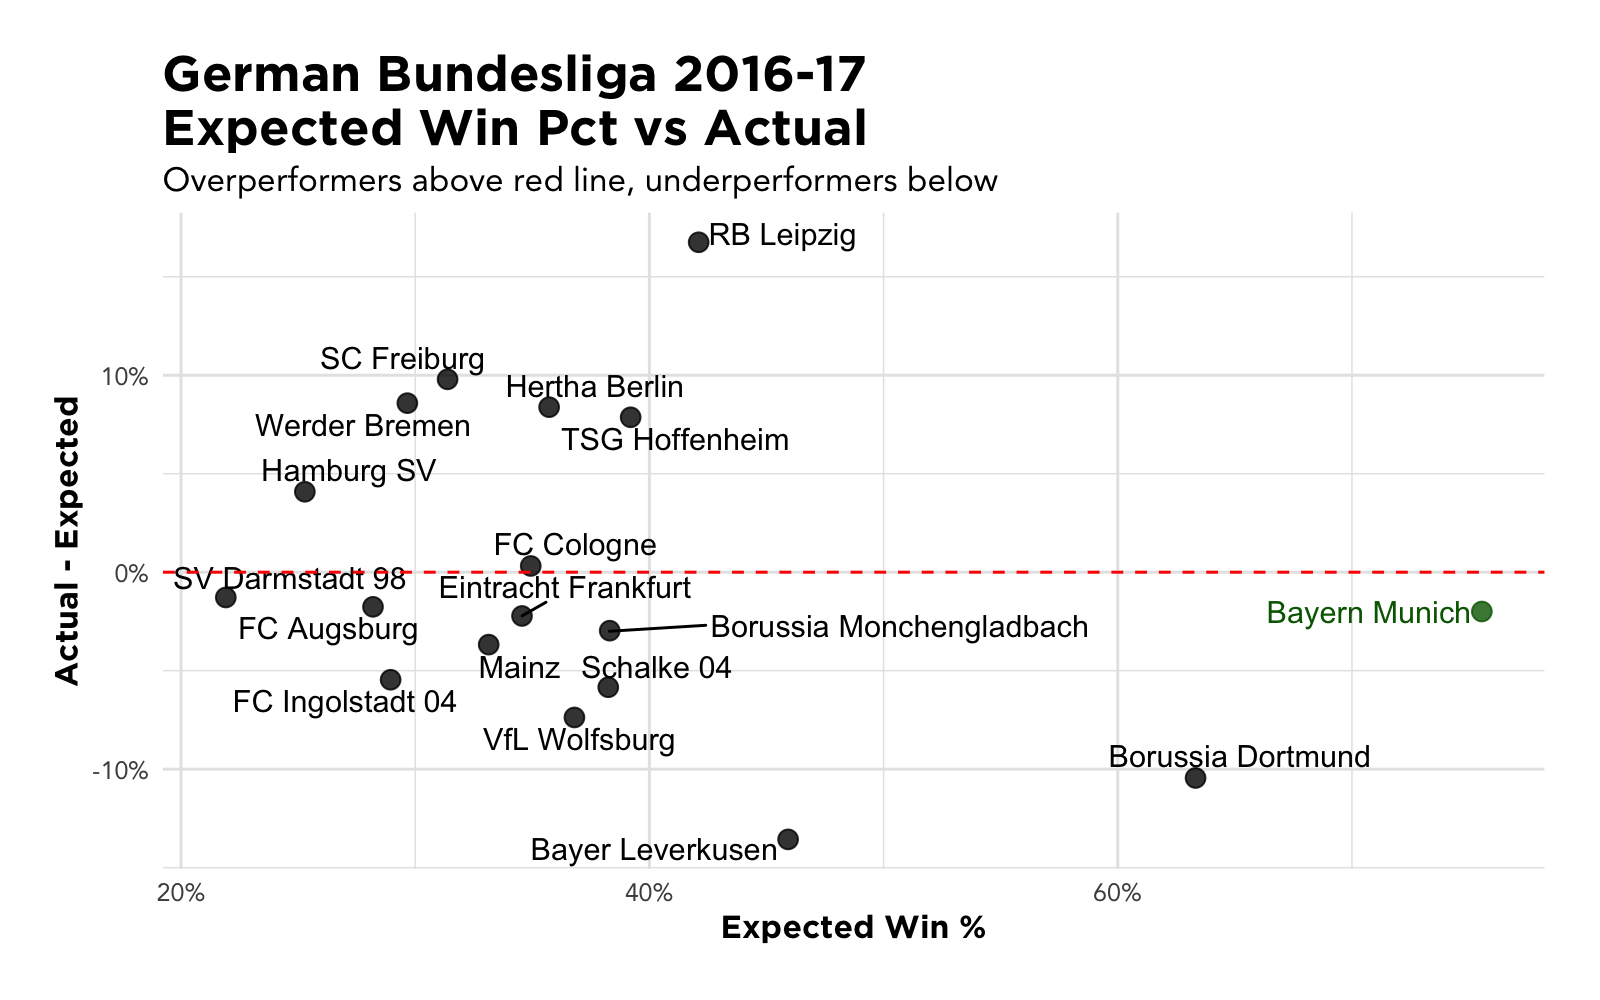 German Bundesliga 2016-17
Expected Win Pct vs Actual
Overperformers above red line, underperformers below
RB Leipzig
SC Freiburg
10%
Hertha Berlin
Werder Bremen
TSG Hoffenheim
Hamburg SV
FC Cologne
0%
SV Darmstadt 98
Eintracht Frankfurt
Bayern Munich
FC Augsburg
Borussia Monchengladbach
Mainz
Schalke 04
FC Ingolstadt 04
VfL Wolfsburg
Borussia Dortmund
-10%
Bayer Leverkusen
Actual - Expected
20%
40%
60%
Expected Win %